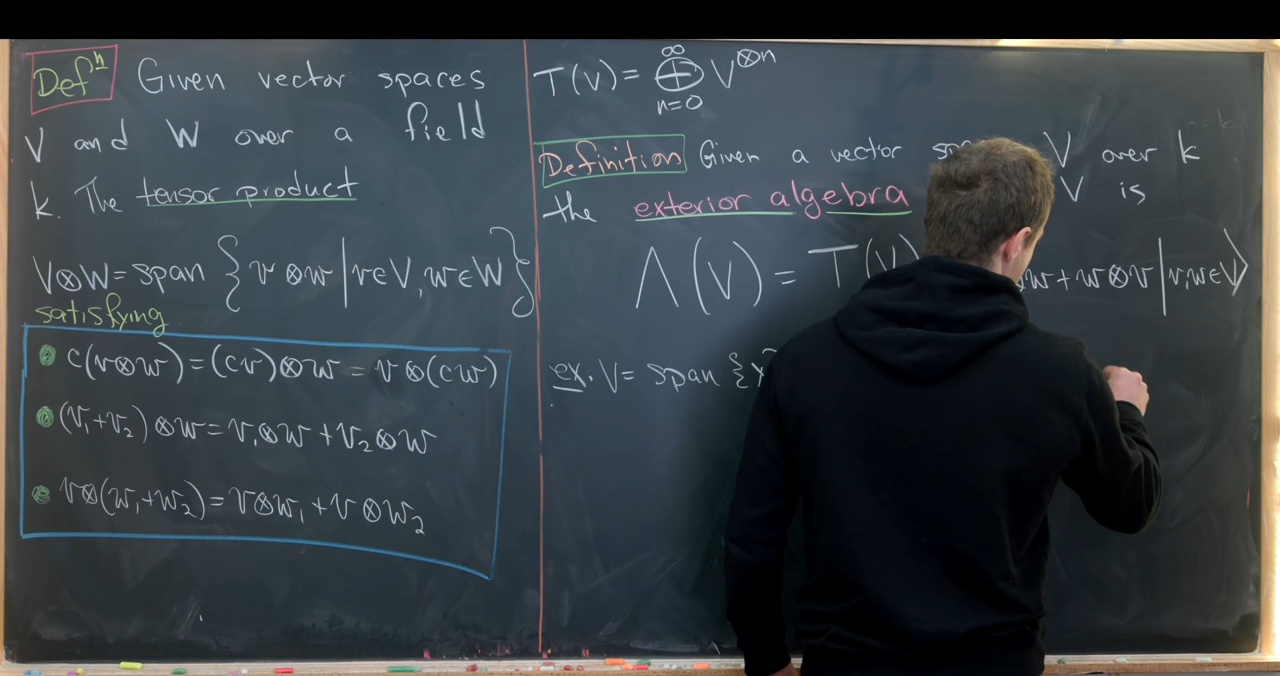 Defⁿ Given vector spaces
V and W over a field
k. The tensor product
V⊗W = span { v⊗w | v∈V, w∈W }
satisfying
c(v⊗w) = (cv)⊗w = v⊗(cw)
(v₁+v₂)⊗w = v₁⊗w + v₂⊗w
v⊗(w₁+w₂) = v⊗w₁ + v⊗w₂
T(V) = ⊕ₙ₌₀^∞ V^⊗n
Definition Given a vector V over k
the exterior algebra V is
Λ(V) = T(V) ⊗w + w⊗v | v,w∈V⟩
ex. V = span {x